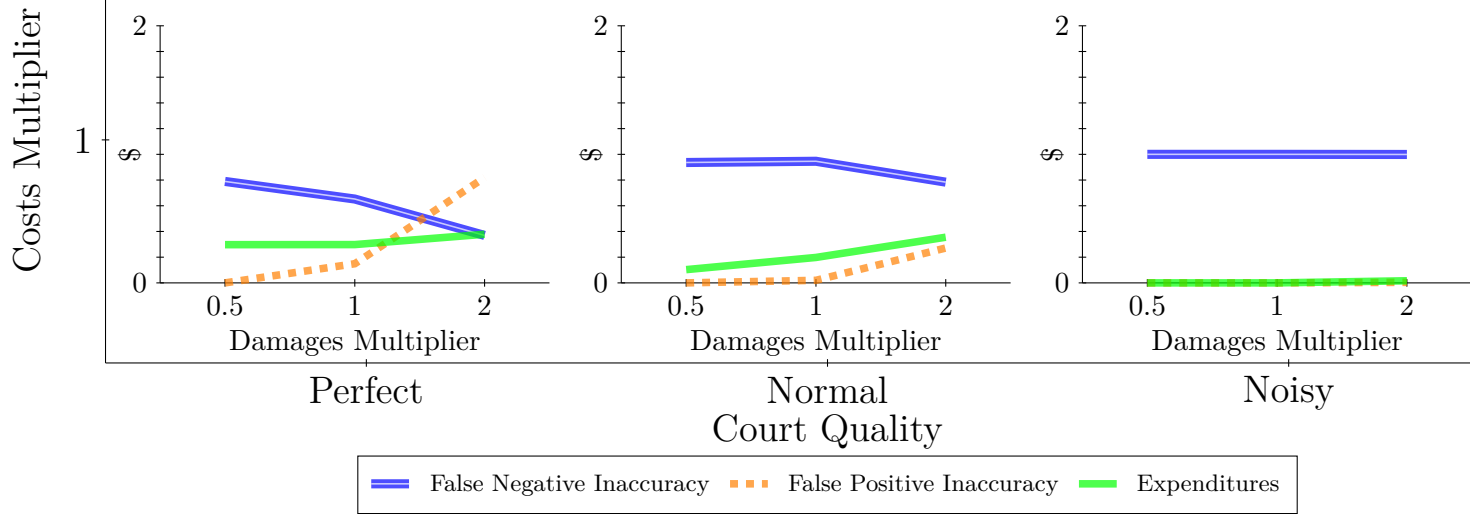 Costs Multiplier
1
2
$
0
0.5 1 2
Damages Multiplier
2
$
0
0.5 1 2
Damages Multiplier
2
$
0
0.5 1 2
Damages Multiplier
Perfect Normal Noisy
Court Quality
False Negative Inaccuracy False Positive Inaccuracy Expenditures